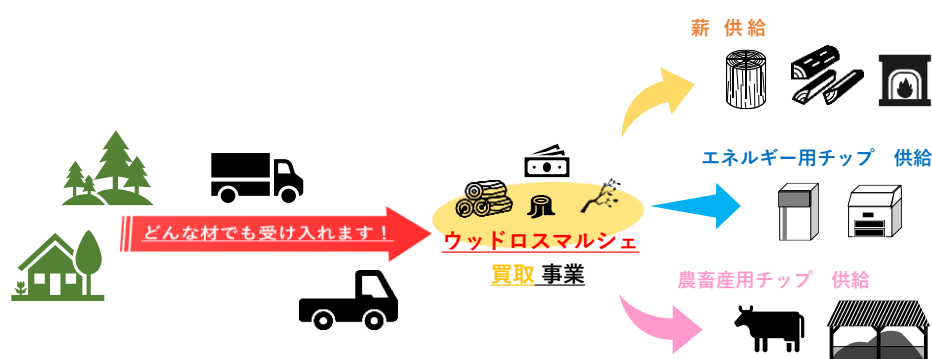 薪 供給
エネルギー用チップ 供給
どんな材でも受け入れます!
ウッドロスマルシェ
買取 事業
農畜産用チップ 供給